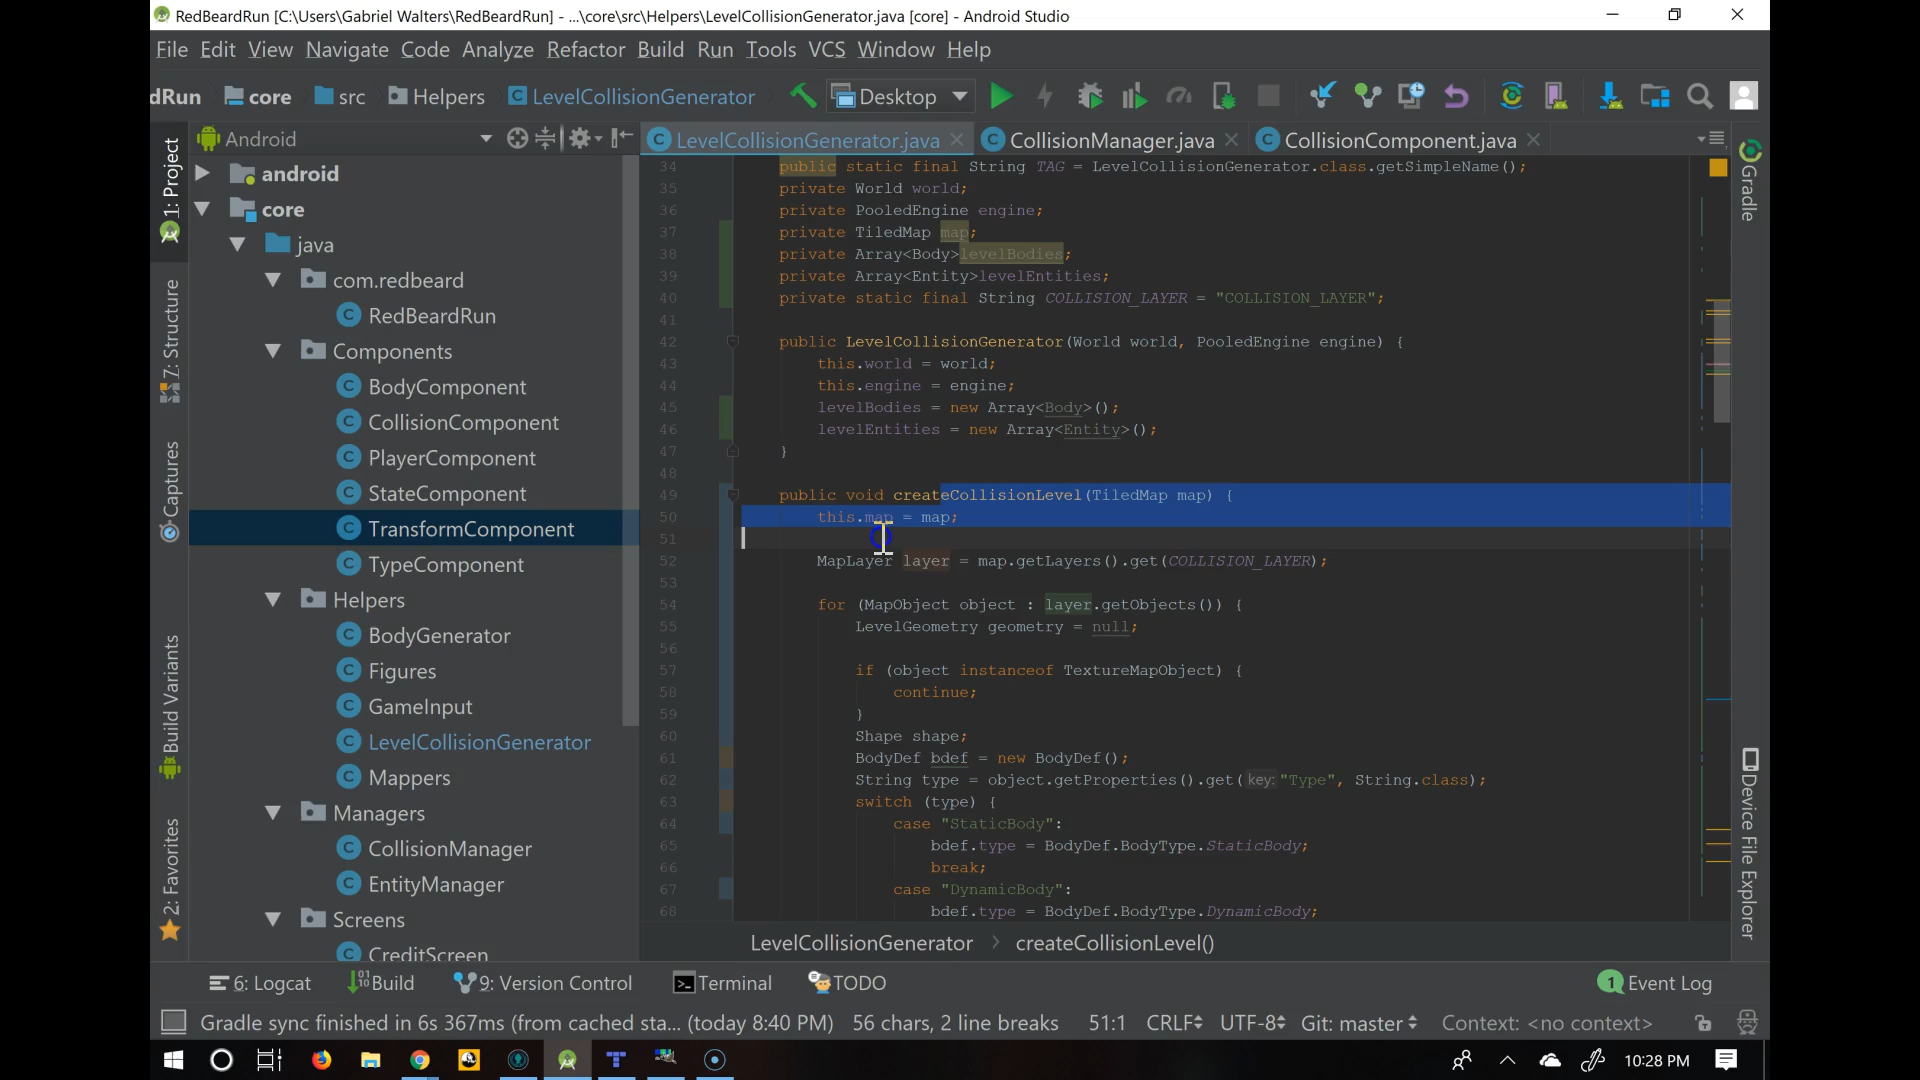 RedBeardRun [C:\Users\Gabriel Walters\RedBeardRun] - ...\core\src\Helpers\LevelCollisionGenerator.java [core] - Android Studio
File Edit View Navigate Code Analyze Refactor Build Run Tools VCS Window Help
dRun core src Helpers LevelCollisionGenerator Desktop
Android LevelCollisionGenerator.java CollisionManager.java CollisionComponent.java
1: Project
7: Structure
Captures
Build Variants
2: Favorites
android
core
java
com.redbeard
RedBeardRun
Components
BodyComponent
CollisionComponent
PlayerComponent
StateComponent
TransformComponent
TypeComponent
Helpers
BodyGenerator
Figures
GameInput
LevelCollisionGenerator
Mappers
Managers
CollisionManager
EntityManager
Screens
CreditScreen
34 public static final String TAG = LevelCollisionGenerator.class.getSimpleName();
35 private World world;
36 private PooledEngine engine;
37 private TiledMap map;
38 private Array<Body>levelBodies;
39 private Array<Entity>levelEntities;
40 private static final String COLLISION_LAYER = "COLLISION_LAYER";
41
42 public LevelCollisionGenerator(World world, PooledEngine engine) {
43 this.world = world;
44 this.engine = engine;
45 levelBodies = new Array<Body>();
46 levelEntities = new Array<Entity>();
47 }
48
49 public void createCollisionLevel(TiledMap map) {
50 this.map = map;
51
52 MapLayer layer = map.getLayers().get(COLLISION_LAYER);
53
54 for (MapObject object : layer.getObjects()) {
55 LevelGeometry geometry = null;
56
57 if (object instanceof TextureMapObject) {
58 continue;
59 }
60 Shape shape;
61 BodyDef bdef = new BodyDef();
62 String type = object.getProperties().get( key: "Type", String.class);
63 switch (type) {
64 case "StaticBody":
65 bdef.type = BodyDef.BodyType.StaticBody;
66 break;
67 case "DynamicBody":
68 bdef.type = BodyDef.BodyType.DynamicBody;
Gradle
Device File Explorer
LevelCollisionGenerator createCollisionLevel()
6: Logcat Build 9: Version Control Terminal TODO 1 Event Log
Gradle sync finished in 6s 367ms (from cached sta... (today 8:40 PM) 56 chars, 2 line breaks 51:1 CRLF UTF-8 Git: master Context: <no context>
10:28 PM